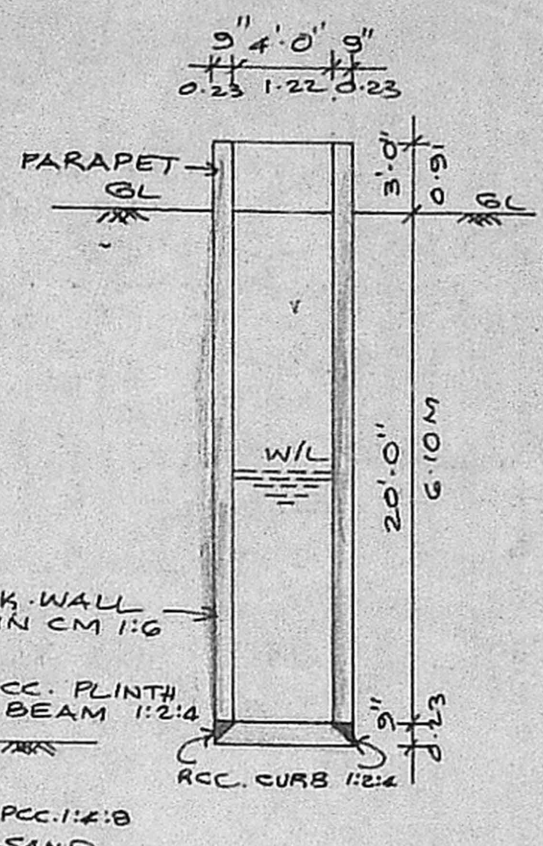 9" 4'-0" 9"
0.23 1.22 0.23
PARAPET
GL
GL
3'-0"
0.91
W/L
20'-0"
6.10M
K.WALL
IN CM 1:6
CC. PLINTH
BEAM 1:2:4
9"
0.23
RCC. CURB 1:2:4
PCC.1:4:8
SAND